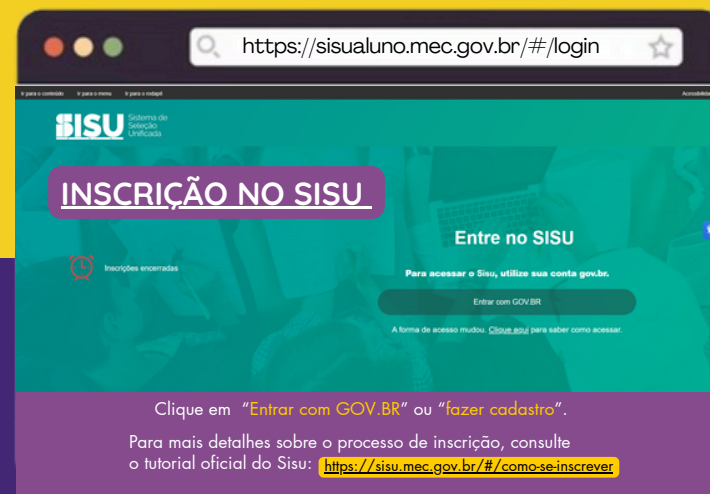 https://sisualuno.mec.gov.br/#/login
Ir para o conteúdo Ir para o menu Ir para o rodapé
SISU
Sistema de
Seleção
Unificada
INSCRIÇÃO NO SISU
Entre no SISU
Inscrições encerradas
Para acessar o Sisu, utilize sua conta gov.br.
Entrar com GOV.BR
A forma de acesso mudou. Clique aqui para saber como acessar.
Clique em “Entrar com GOV.BR” ou “fazer cadastro”.
Para mais detalhes sobre o processo de inscrição, consulte
o tutorial oficial do Sisu: https://sisu.mec.gov.br/#/como-se-inscrever